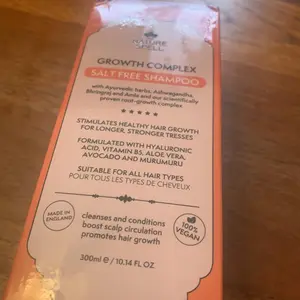 NATURE
SPELL
GROWTH COMPLEX
SALT FREE SHAMPOO
with Ayurvedic herbs, Ashwagandha,
Bhringraj and Amla and our scientifically
proven root-growth complex
STIMULATES HEALTHY HAIR GROWTH
FOR LONGER, STRONGER TRESSES
FORMULATED WITH HYALURONIC
ACID, VITAMIN B5, ALOE VERA,
AVOCADO AND MURUMURU
SUITABLE FOR ALL HAIR TYPES
POUR TOUS LES TYPES DE CHEVEUX
MADE IN
ENGLAND
cleanses and conditions
boost scalp circulation
promotes hair growth
100%
VEGAN
300ml ℮ / 10.14 FL OZ.